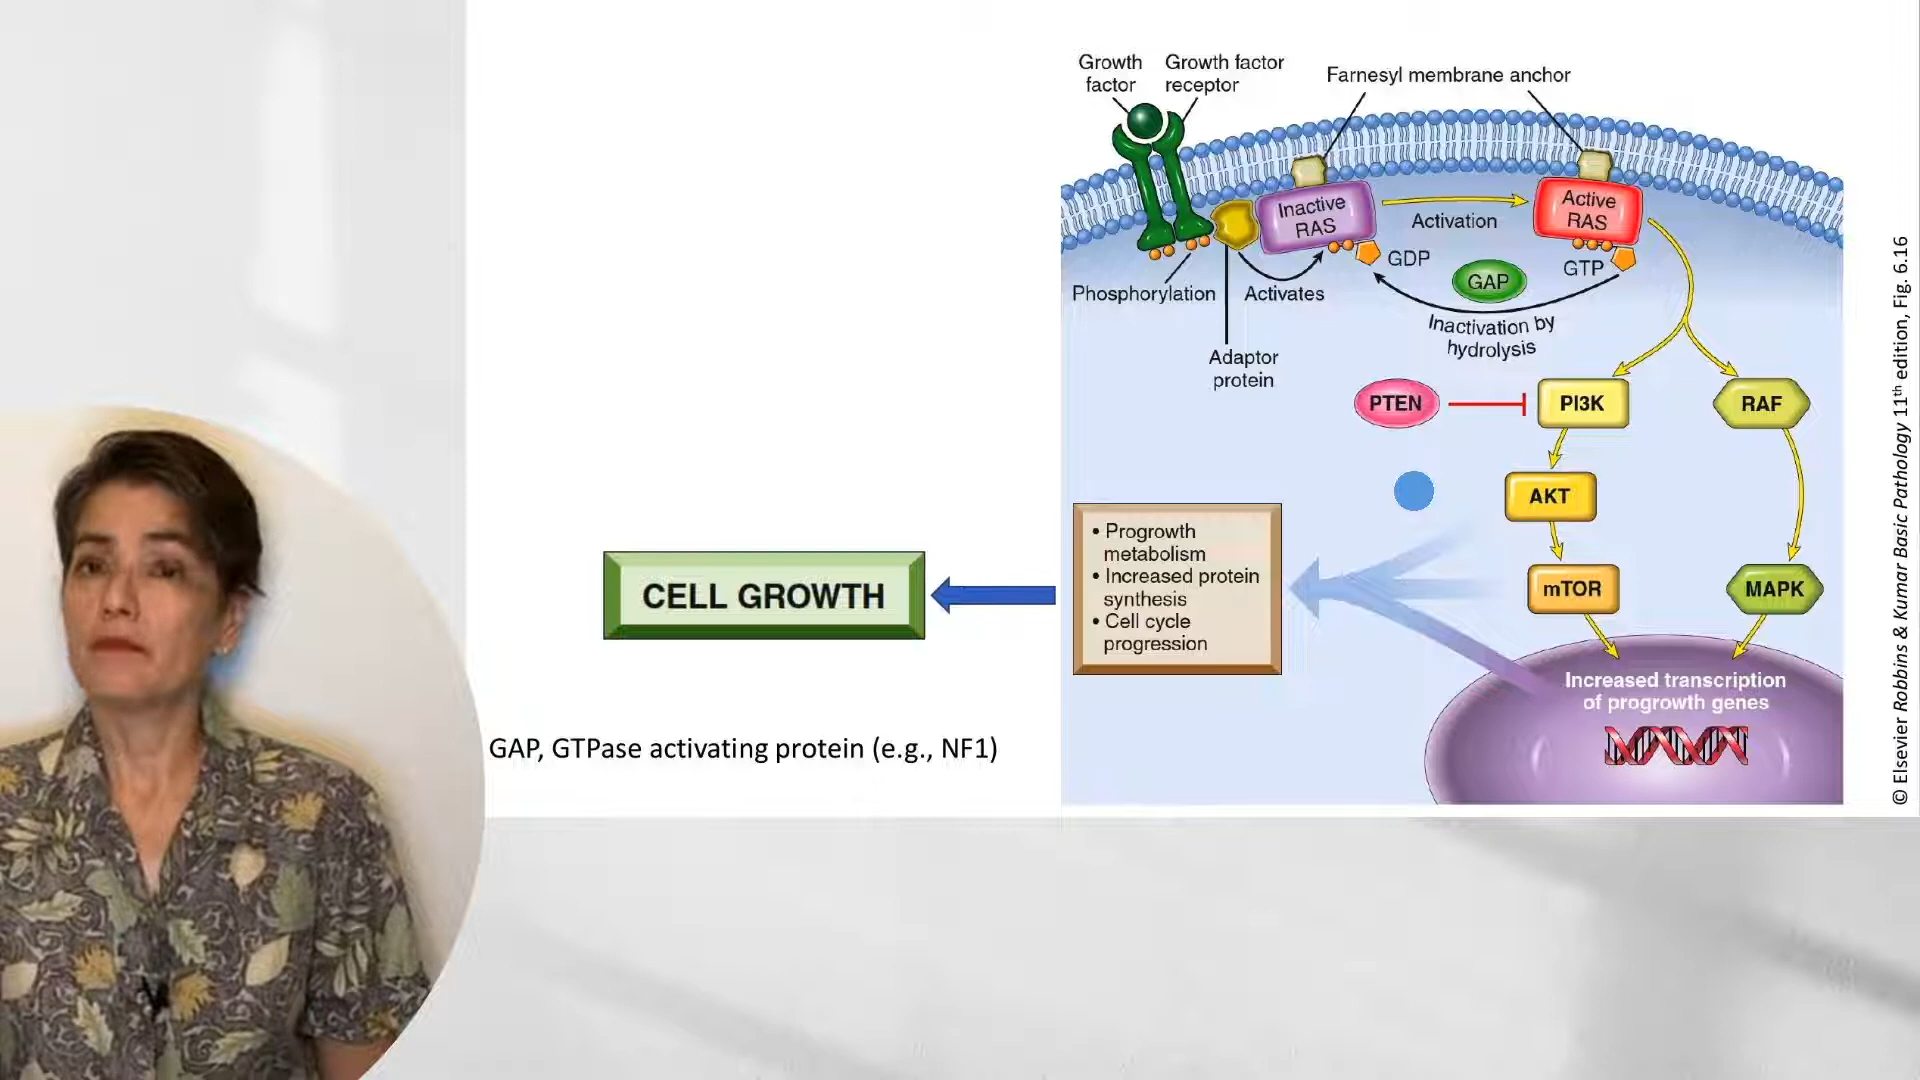 Growth
factor
Growth factor
receptor
Farnesyl membrane anchor
Inactive
RAS
Activation
Active
RAS
GDP
GAP
GTP
Phosphorylation
Activates
Inactivation by
hydrolysis
Adaptor
protein
PTEN
PI3K
RAF
AKT
mTOR
MAPK
CELL GROWTH
• Progrowth
metabolism
• Increased protein
synthesis
• Cell cycle
progression
Increased transcription
of progrowth genes
GAP, GTPase activating protein (e.g., NF1)
© Elsevier Robbins & Kumar Basic Pathology 11th edition, Fig. 6.16